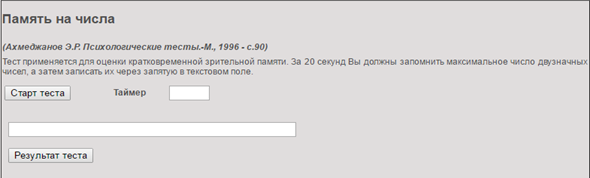 Память на числа
(Ахмеджанов Э.Р. Психологические тесты.-М., 1996 - с.90)
Тест применяется для оценки кратковременной зрительной памяти. За 20 секунд Вы должны запомнить максимальное число двузначных
чисел, а затем записать их через запятую в текстовом поле.
Старт теста Таймер
Результат теста